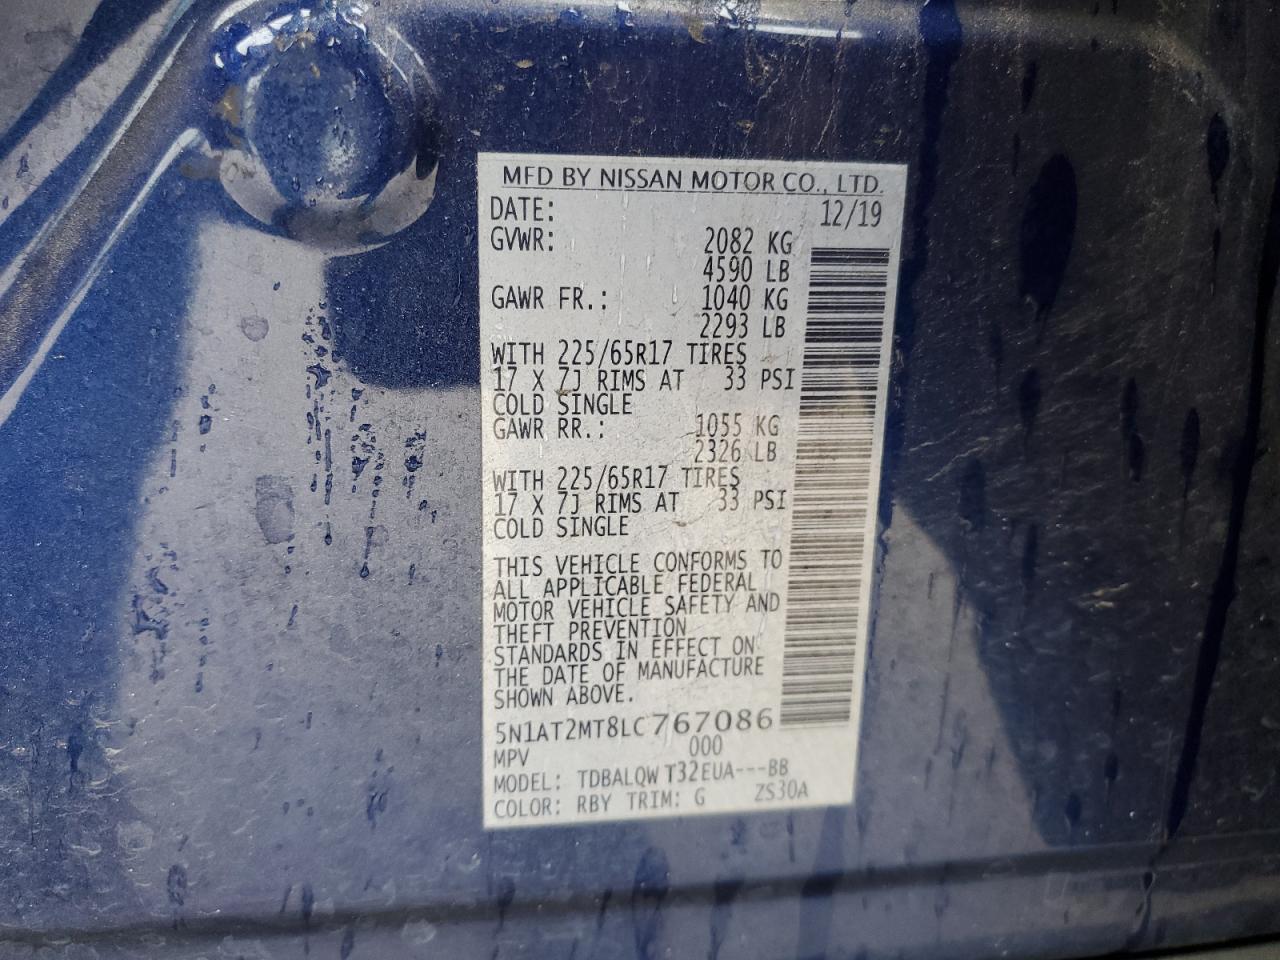 MFD BY NISSAN MOTOR CO., LTD.
DATE: 12/19
GVWR: 2082 KG
4590 LB
GAWR FR.: 1040 KG
2293 LB
WITH 225/65R17 TIRES
17 X 7J RIMS AT 33 PSI
COLD SINGLE
GAWR RR.: 1055 KG
2326 LB
WITH 225/65R17 TIRES
17 X 7J RIMS AT 33 PSI
COLD SINGLE
THIS VEHICLE CONFORMS TO
ALL APPLICABLE FEDERAL
MOTOR VEHICLE SAFETY AND
THEFT PREVENTION
STANDARDS IN EFFECT ON
THE DATE OF MANUFACTURE
SHOWN ABOVE.
5N1AT2MT8LC767086
MPV 000
MODEL: TDBALQW T32EUA---BB
COLOR: RBY TRIM: G ZS30A